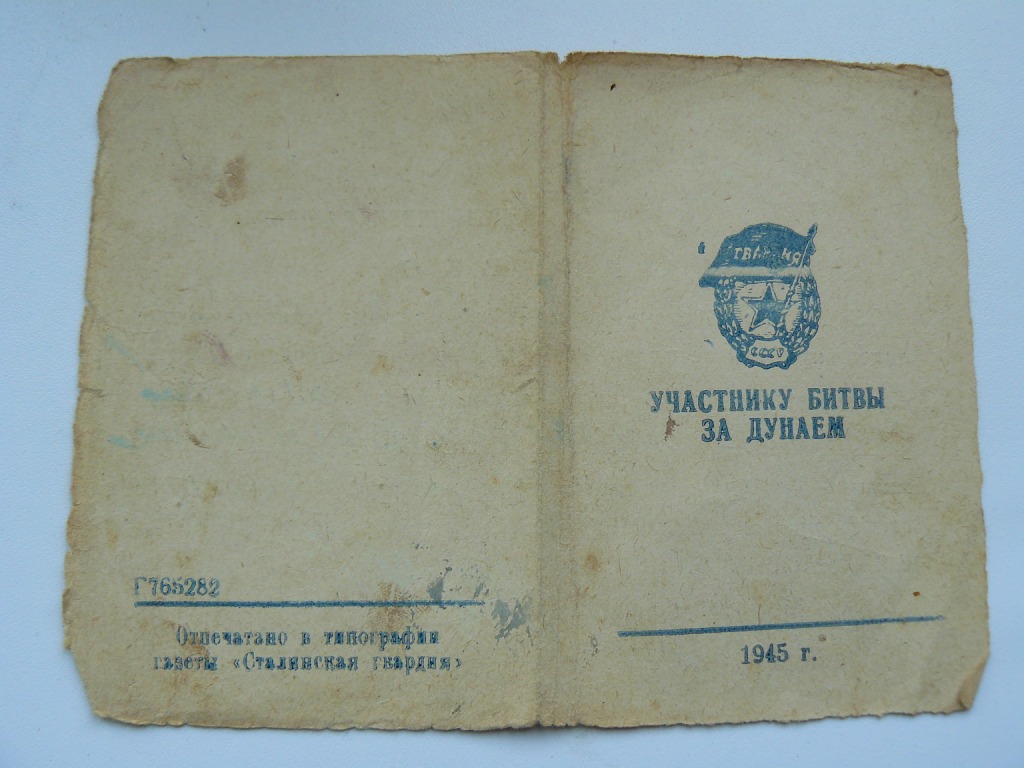 Г765282
Отпечатано в типографии
газеты «Сталинская гвардия»
ГВАРДИЯ
СССР
УЧАСТНИКУ БИТВЫ
ЗА ДУНАЕМ
1945 г.